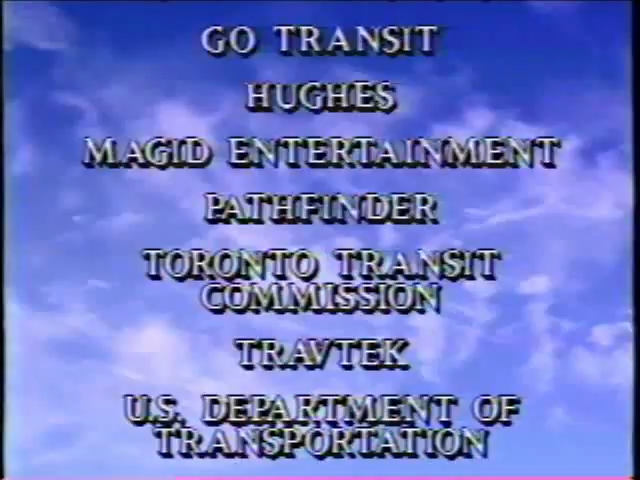 GO TRANSIT
HUGHES
MAGID ENTERTAINMENT
PATHFINDER
TORONTO TRANSIT
COMMISSION
TRAVTEK
U.S. DEPARTMENT OF
TRANSPORTATION